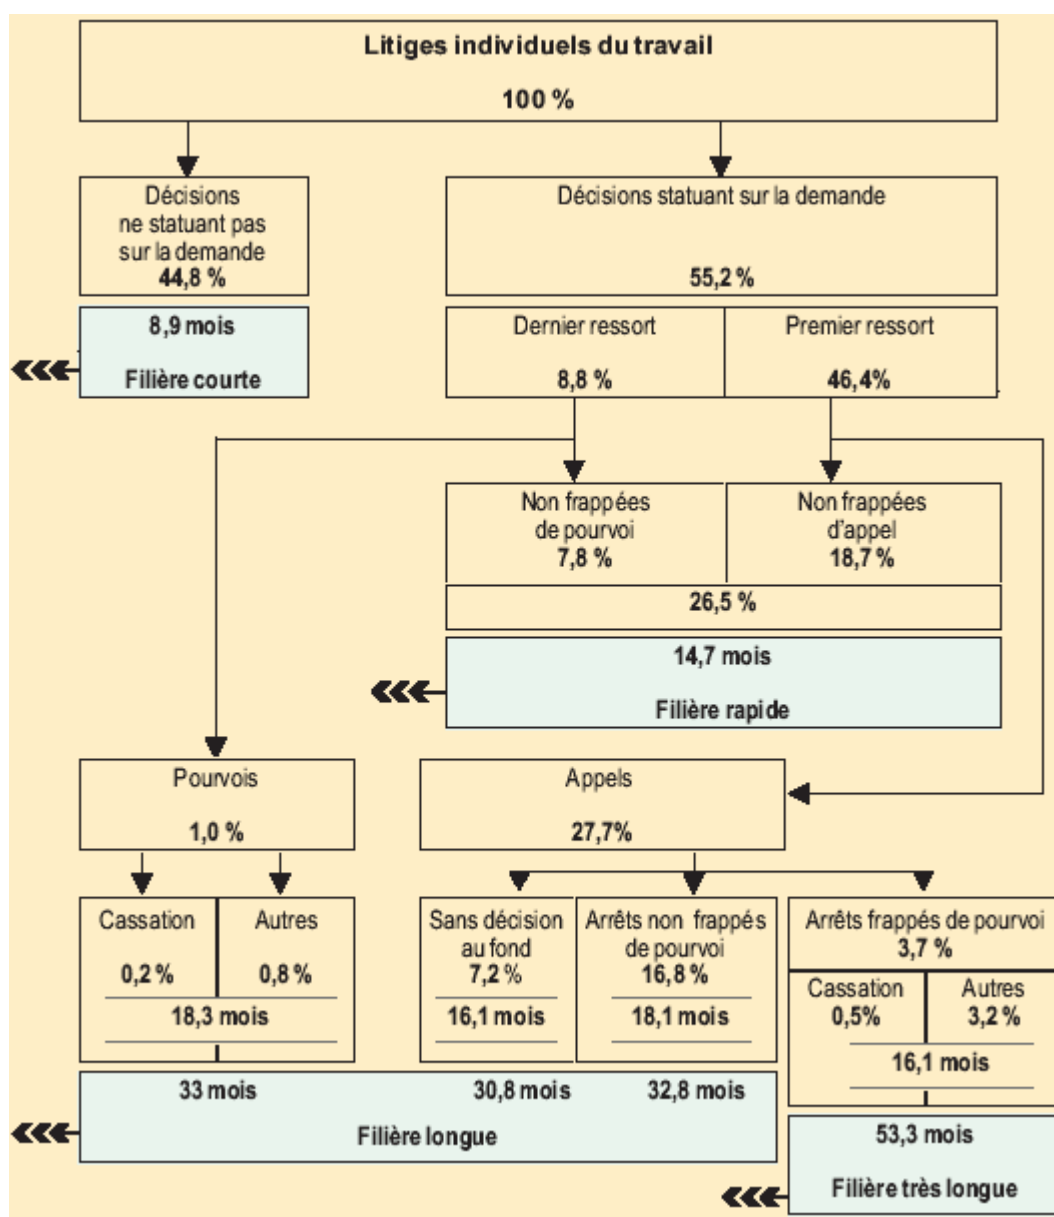 Litiges individuels du travail
100 %
Décisions
ne statuant pas
sur la demande
44,8 %
Décisions statuant sur la demande
55,2 %
8,9 mois
Filière courte
Dernier ressort
8,8 %
Premier ressort
46,4%
Non frappées
de pourvoi
7,8 %
Non frappées
d'appel
18,7%
26,5 %
14,7 mois
Filière rapide
Pourvois
1,0 %
Appels
27,7%
Cassation
0,2 %
Autres
0,8 %
18,3 mois
Sans décision
au fond
7,2 %
16,1 mois
Arrêts non frappés
de pourvoi
16,8 %
18,1 mois
Arrêts frappés de pourvoi
3,7 %
Cassation
0,5%
Autres
3,2 %
16,1 mois
33 mois
30,8 mois
32,8 mois
Filière longue
53,3 mois
Filière très longue